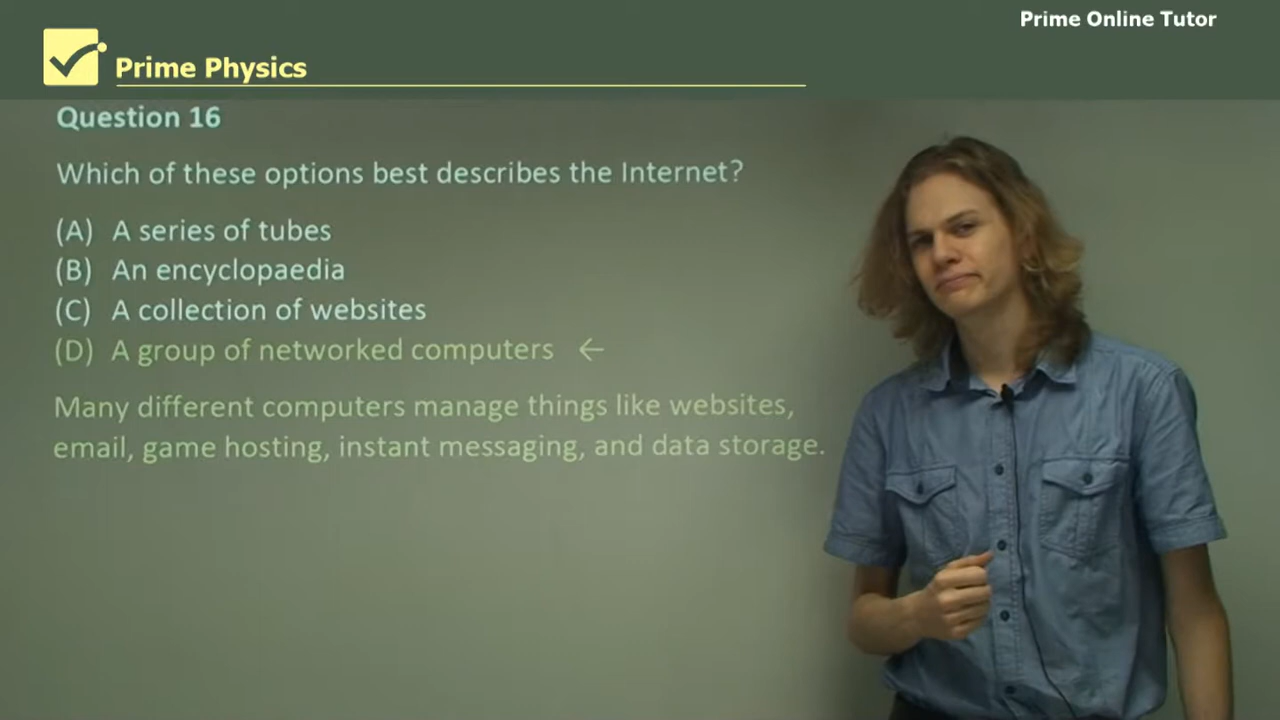 Prime Online Tutor
Prime Physics
Question 16
Which of these options best describes the Internet?
(A) A series of tubes
(B) An encyclopaedia
(C) A collection of websites
(D) A group of networked computers ←
Many different computers manage things like websites,
email, game hosting, instant messaging, and data storage.